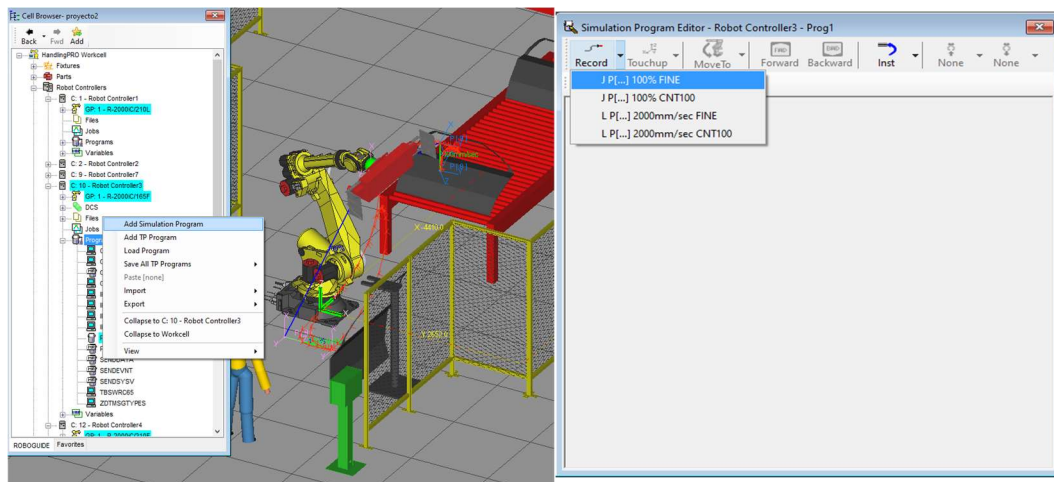 Cell Browser- proyecto2
Back Fwd Add
HandlingPRO Workcell
Fixtures
Parts
Robot Controllers
C: 1 - Robot Controller1
GP: 1 - R-2000iC/210L
Files
Jobs
Programs
Variables
C: 2 - Robot Controller2
C: 9 - Robot Controller7
C: 10 - Robot Controller3
GP: 1 - R-2000iC/165F
DCS
Files
Jobs
Add Simulation Program
Add TP Program
Load Program
Save All TP Programs
Paste [none]
Import
Export
Collapse to C: 10 - Robot Controller3
Collapse to Workcell
View
SENDEVNT
SENDSYSV
TBSWRC65
ZDTMSGTYPES
Variables
C: 12 - Robot Controller4
ROBOGUIDE Favorites
Simulation Program Editor - Robot Controller3 - Prog1
Record Touchup MoveTo Forward Backward Inst None None
FWD BWD
J P[...] 100% FINE
J P[...] 100% CNT100
L P[...] 2000mm/sec FINE
L P[...] 2000mm/sec CNT100